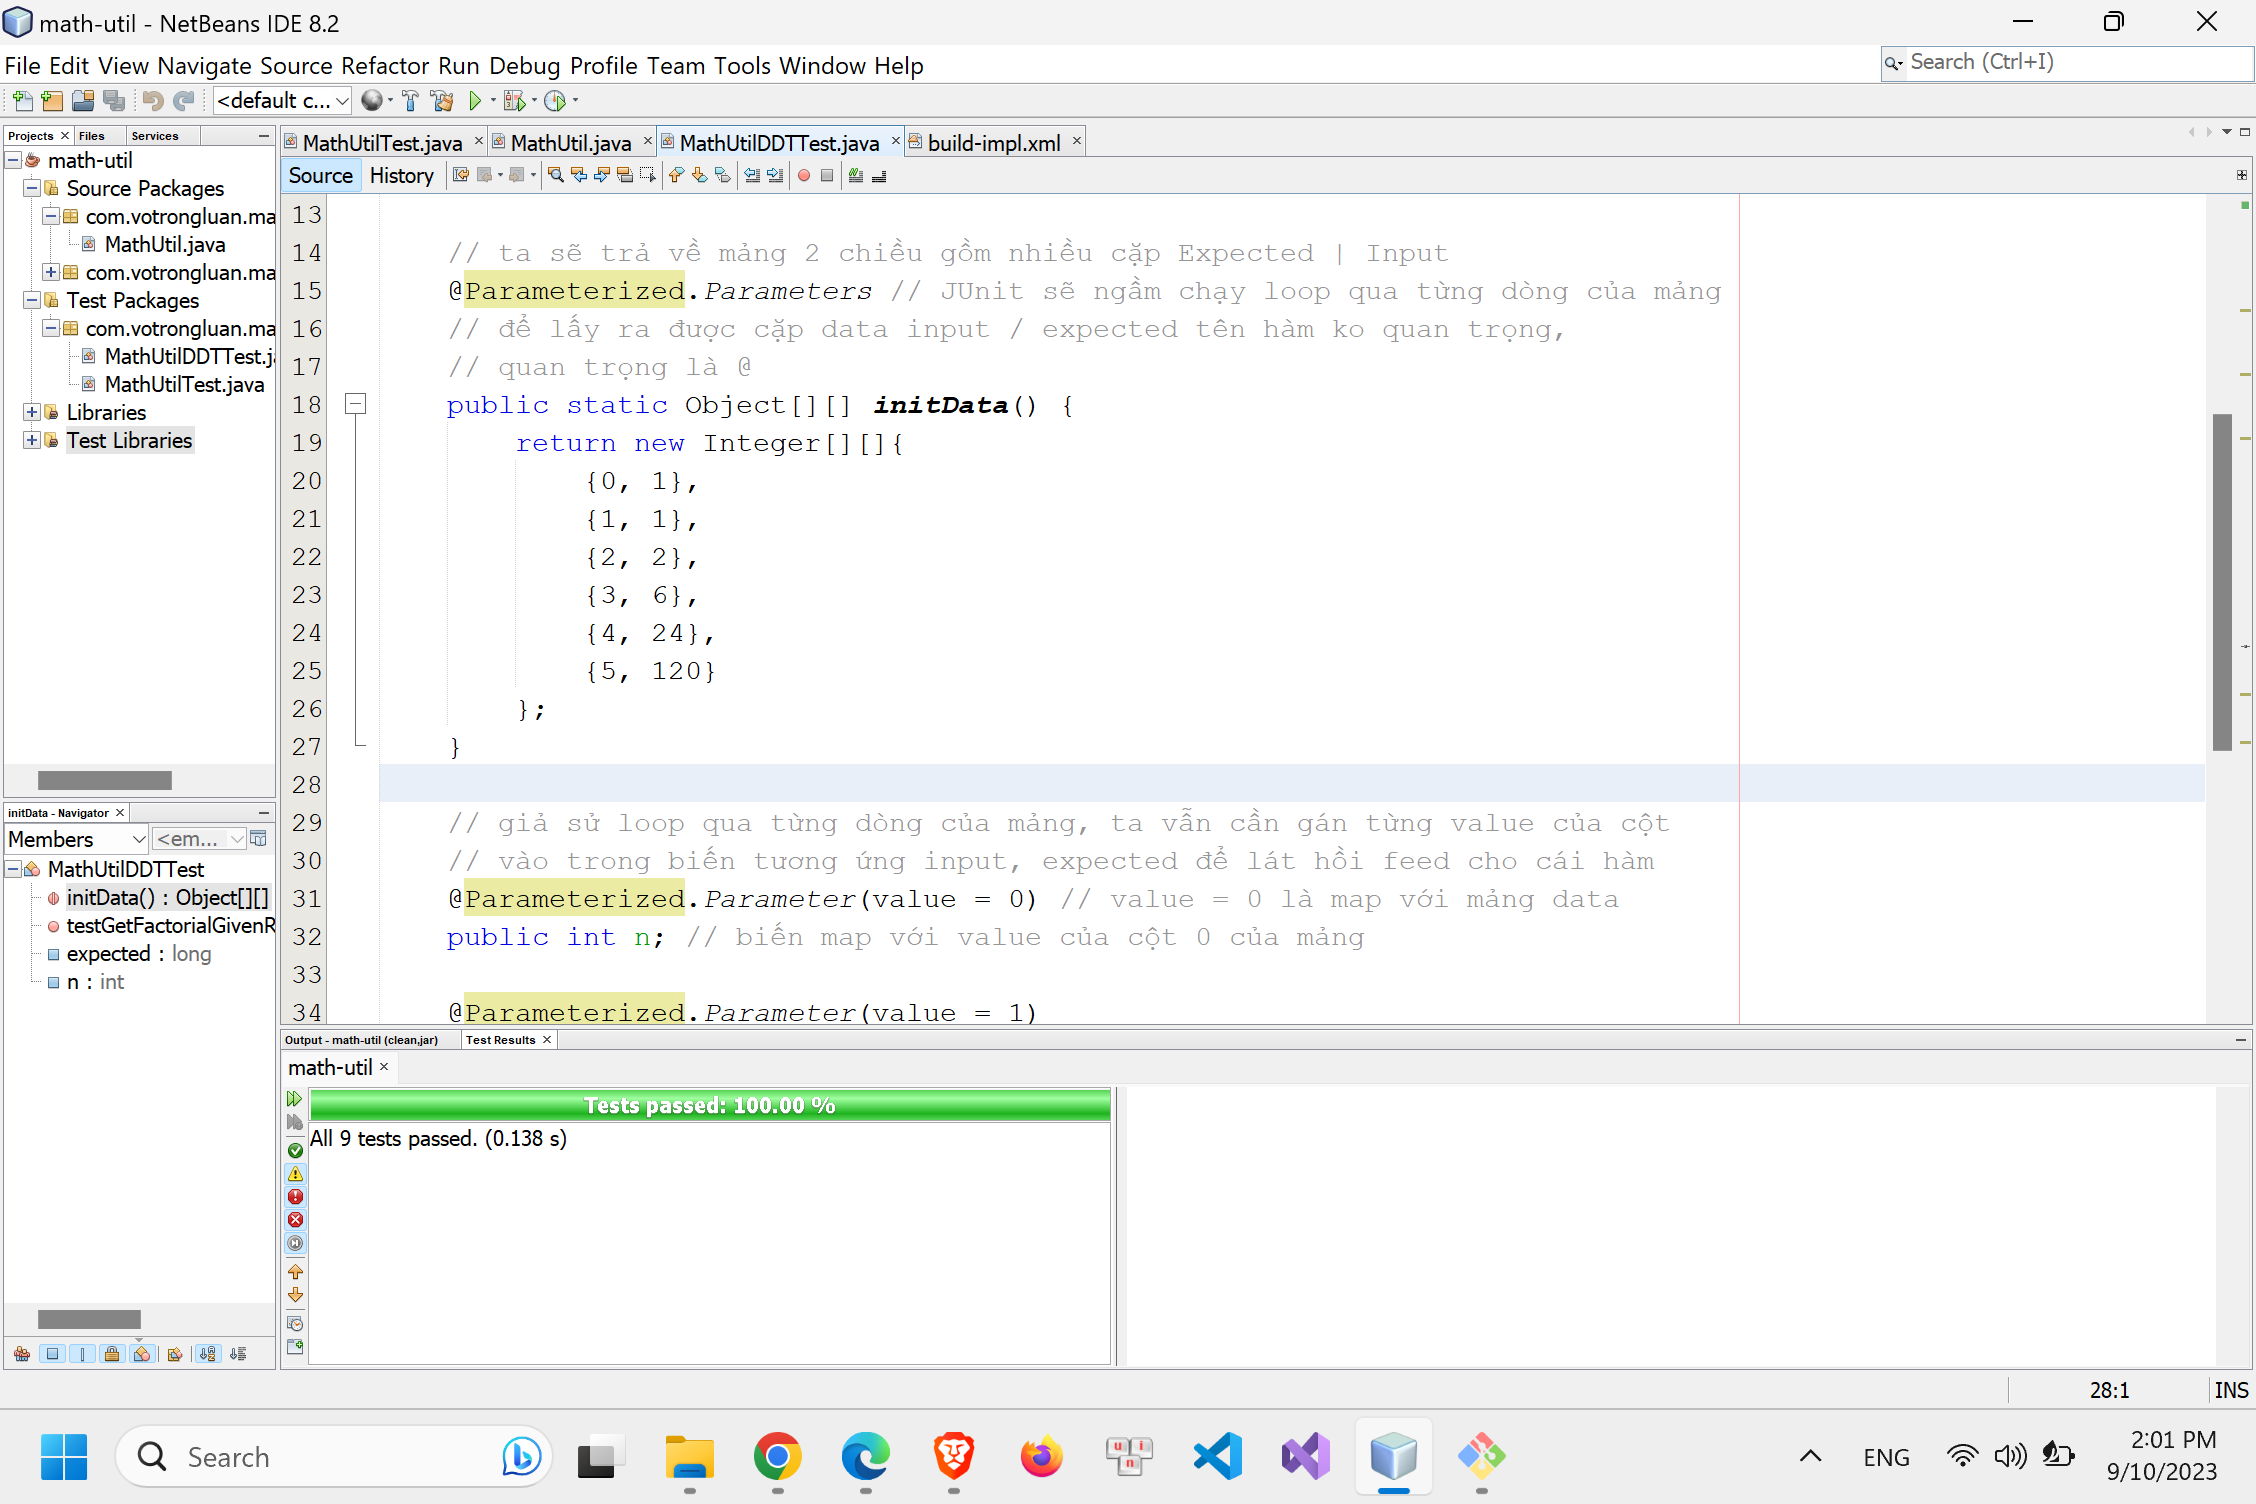 math-util - NetBeans IDE 8.2
File Edit View Navigate Source Refactor Run Debug Profile Team Tools Window Help
Search (Ctrl+I)
<default c...
Projects
Files
Services
math-util
Source Packages
com.votrongluan.ma
MathUtil.java
com.votrongluan.ma
Test Packages
com.votrongluan.ma
MathUtilDDTTest.ja
MathUtilTest.java
Libraries
Test Libraries
MathUtilTest.java
MathUtil.java
MathUtilDDTTest.java
build-impl.xml
Source
History
13
14 // ta sẽ trả về mảng 2 chiều gồm nhiều cặp Expected | Input
15 @Parameterized.Parameters // JUnit sẽ ngầm chạy loop qua từng dòng của mảng
16 // để lấy ra được cặp data input / expected tên hàm ko quan trọng,
17 // quan trọng là @
18 public static Object[][] initData() {
19 return new Integer[][]{
20 {0, 1},
21 {1, 1},
22 {2, 2},
23 {3, 6},
24 {4, 24},
25 {5, 120}
26 };
27 }
28
29 // giả sử loop qua từng dòng của mảng, ta vẫn cần gán từng value của cột
30 // vào trong biến tương ứng input, expected để lát hồi feed cho cái hàm
31 @Parameterized.Parameter(value = 0) // value = 0 là map với mảng data
32 public int n; // biến map với value của cột 0 của mảng
33
34 @Parameterized.Parameter(value = 1)
initData - Navigator
Members
<em...
MathUtilDDTTest
initData() : Object[][]
testGetFactorialGivenR
expected : long
n : int
Output - math-util (clean,jar)
Test Results
math-util
Tests passed: 100.00 %
All 9 tests passed. (0.138 s)
28:1
INS
Search
ENG
2:01 PM
9/10/2023